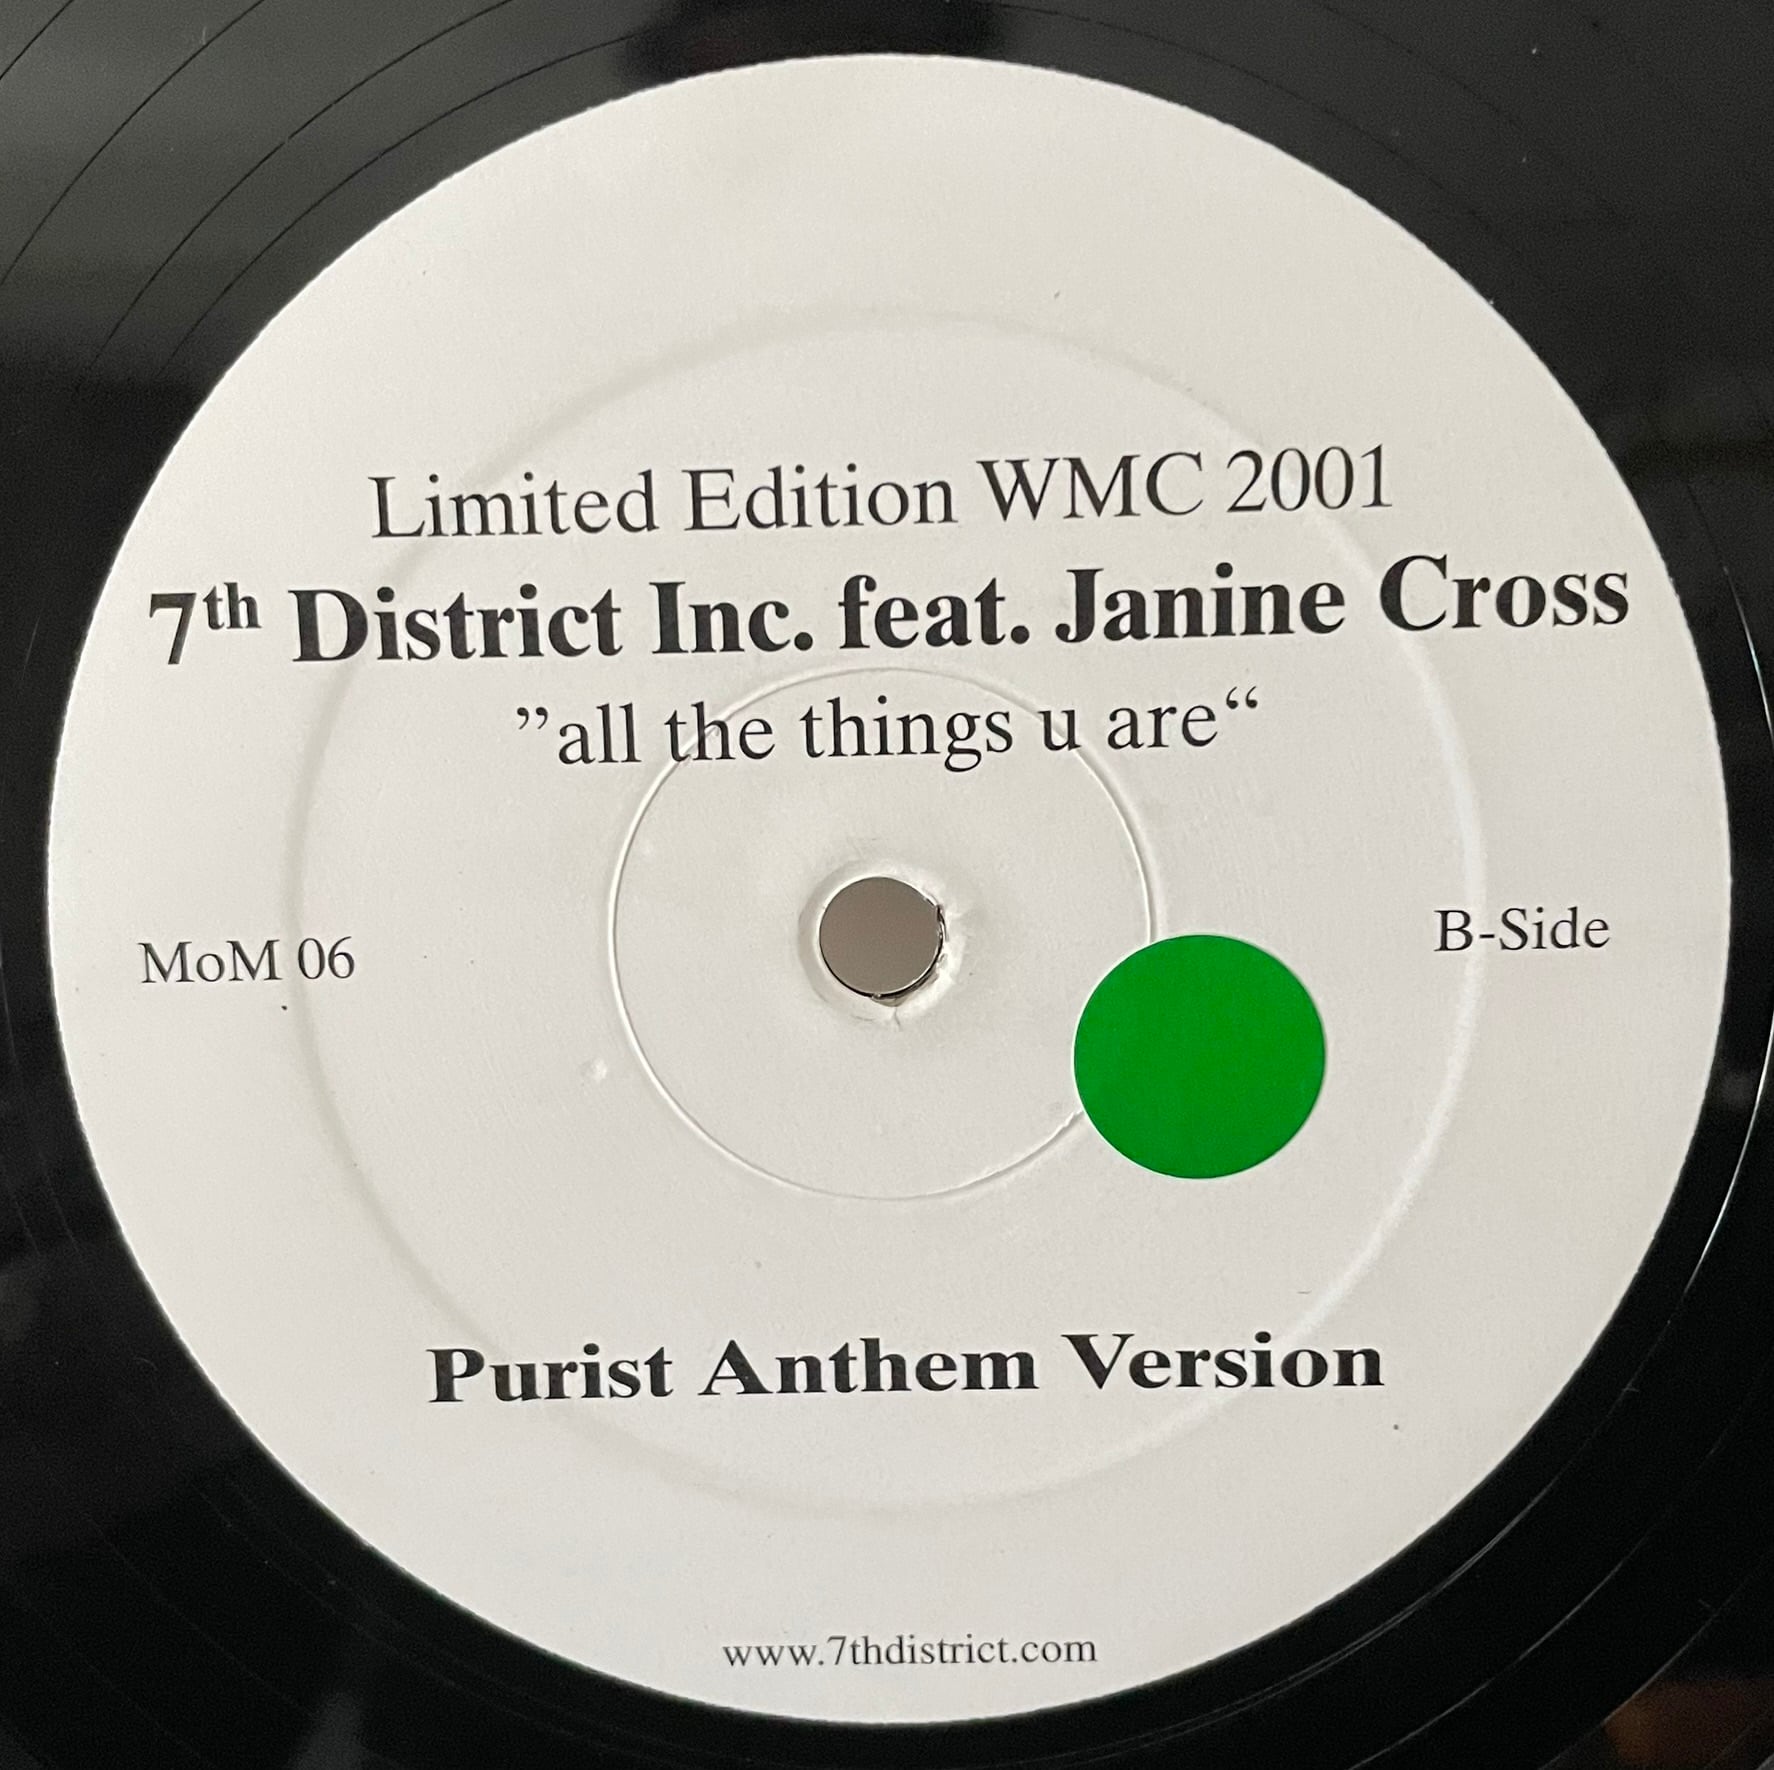 Limited Edition WMC 2001
7th District Inc. feat. Janine Cross
”all the things u are“
MoM 06
B-Side
Purist Anthem Version
www.7thdistrict.com